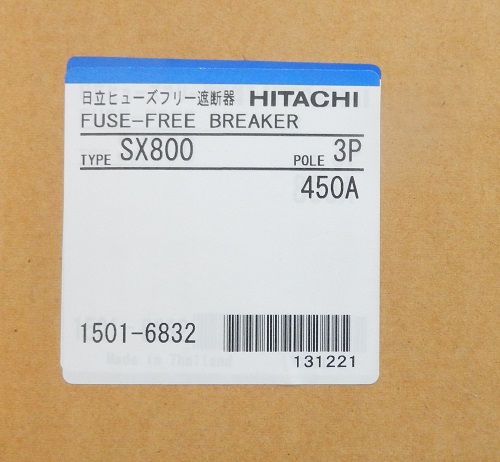 日立ヒューズフリー遮断器 HITACHI
FUSE-FREE BREAKER
TYPE SX800 POLE 3P
450A
1501-6832
131221
Made in Thailand